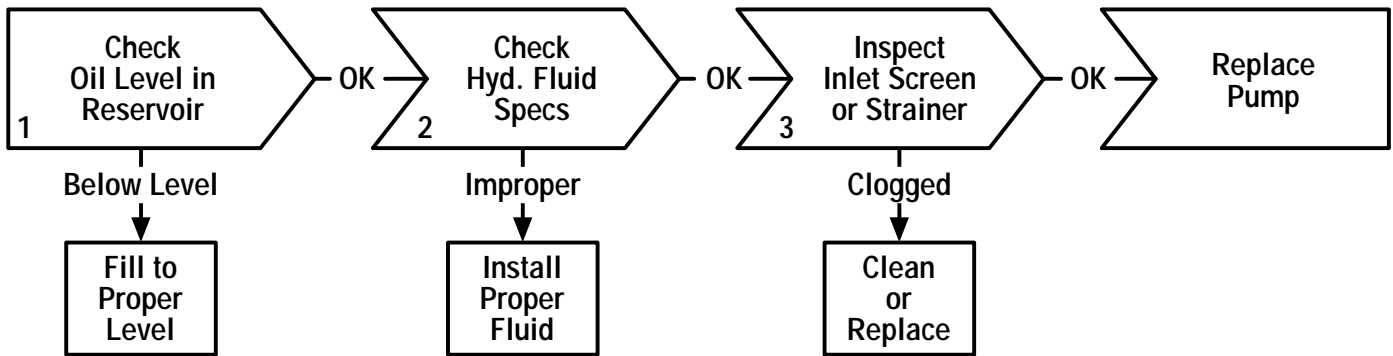 Check
Oil Level in
Reservoir
1
OK
Check
Hyd. Fluid
Specs
2
OK
Inspect
Inlet Screen
or Strainer
3
OK
Replace
Pump
Below Level
Improper
Clogged
Fill to
Proper
Level
Install
Proper
Fluid
Clean
or
Replace